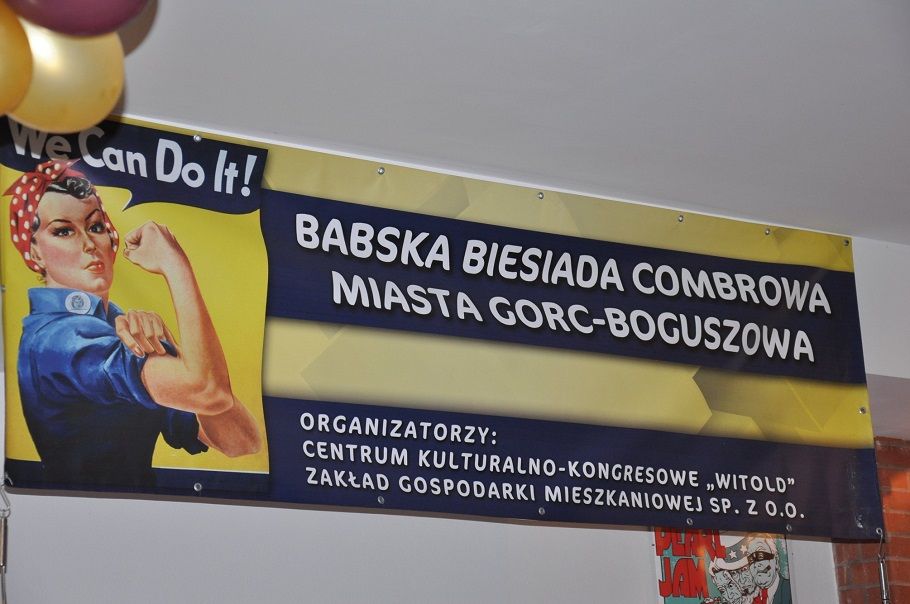 We Can Do It!
BABSKA BIESIADA COMBROWA
MIASTA GORC-BOGUSZOWA
ORGANIZATORZY:
CENTRUM KULTURALNO-KONGRESOWE „WITOLD”
ZAKŁAD GOSPODARKI MIESZKANIOWEJ SP. Z O.O.
PEARL
JAM